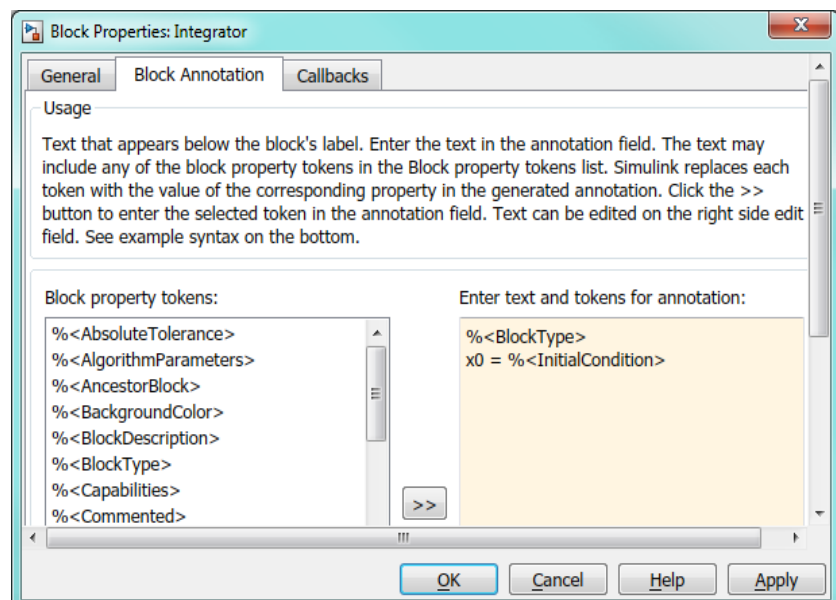 Block Properties: Integrator
General Block Annotation Callbacks
Usage
Text that appears below the block's label. Enter the text in the annotation field. The text may
include any of the block property tokens in the Block property tokens list. Simulink replaces each
token with the value of the corresponding property in the generated annotation. Click the >>
button to enter the selected token in the annotation field. Text can be edited on the right side edit
field. See example syntax on the bottom.
Block property tokens:
%<AbsoluteTolerance>
%<AlgorithmParameters>
%<AncestorBlock>
%<BackgroundColor>
%<BlockDescription>
%<BlockType>
%<Capabilities>
%<Commented>
>>
Enter text and tokens for annotation:
%<BlockType>
x0 = %<InitialCondition>
OK Cancel Help Apply